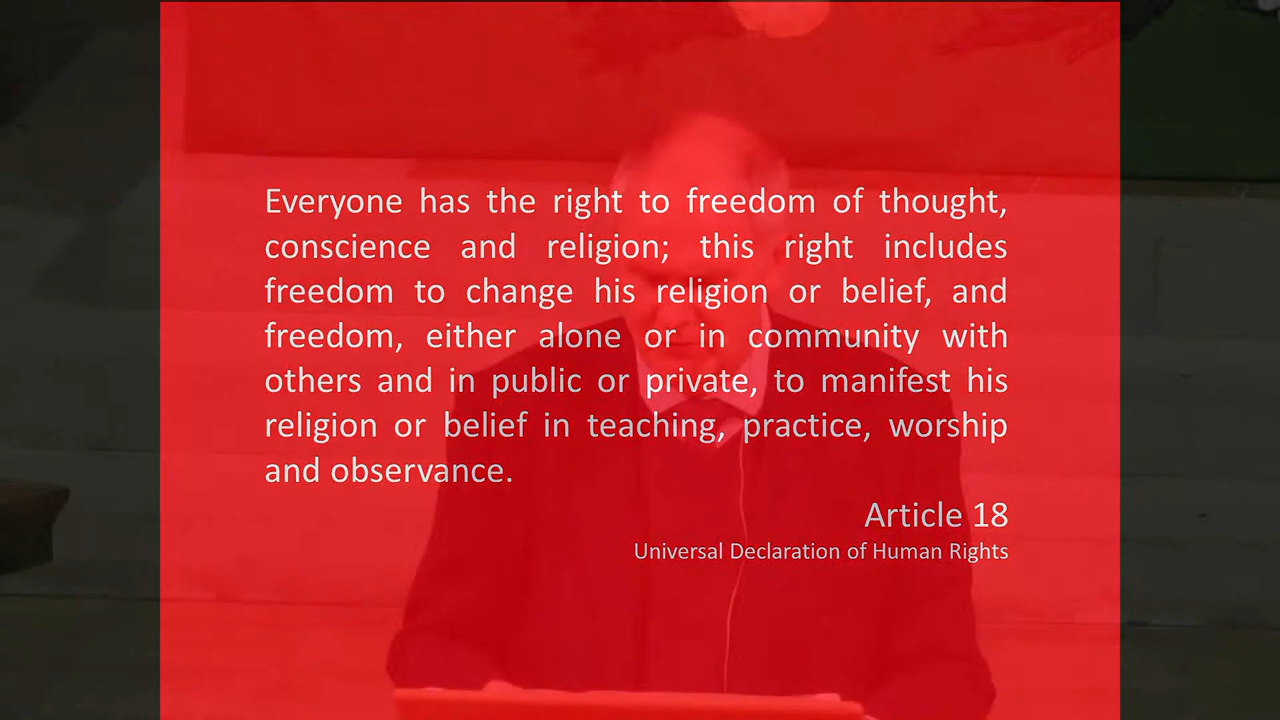 Everyone has the right to freedom of thought,
conscience and religion; this right includes
freedom to change his religion or belief, and
freedom, either alone or in community with
others and in public or private, to manifest his
religion or belief in teaching, practice, worship
and observance.
Article 18
Universal Declaration of Human Rights